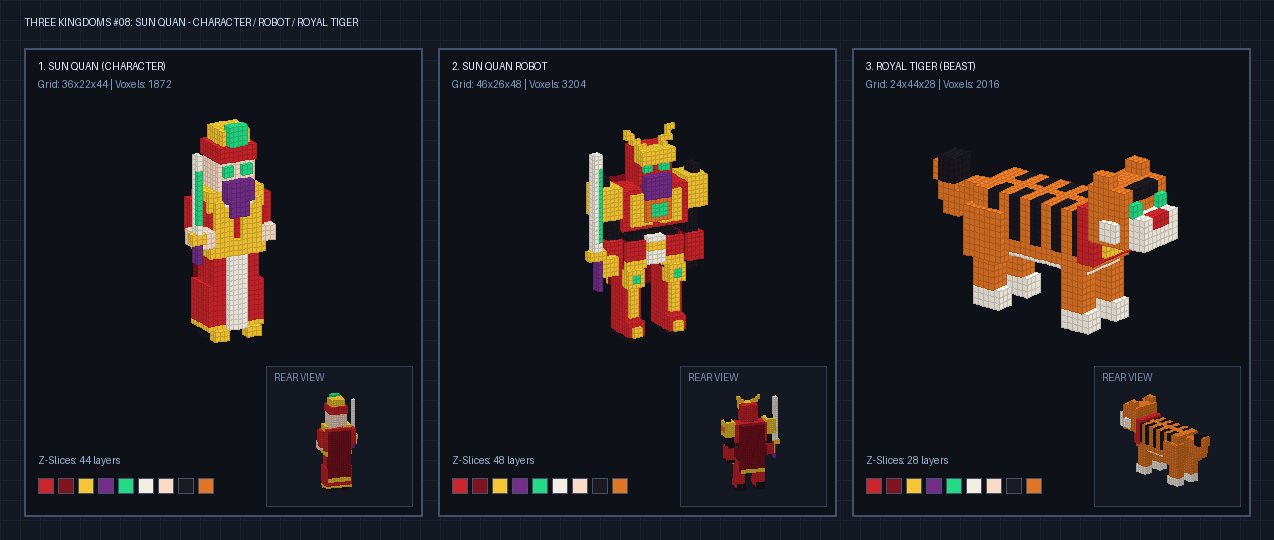 THREE KINGDOMS #08: SUN QUAN - CHARACTER / ROBOT / ROYAL TIGER
1. SUN QUAN (CHARACTER)
Grid: 36x22x44 | Voxels: 1872
REAR VIEW
Z-Slices: 44 layers
2. SUN QUAN ROBOT
Grid: 46x26x48 | Voxels: 3204
REAR VIEW
Z-Slices: 48 layers
3. ROYAL TIGER (BEAST)
Grid: 24x44x28 | Voxels: 2016
REAR VIEW
Z-Slices: 28 layers